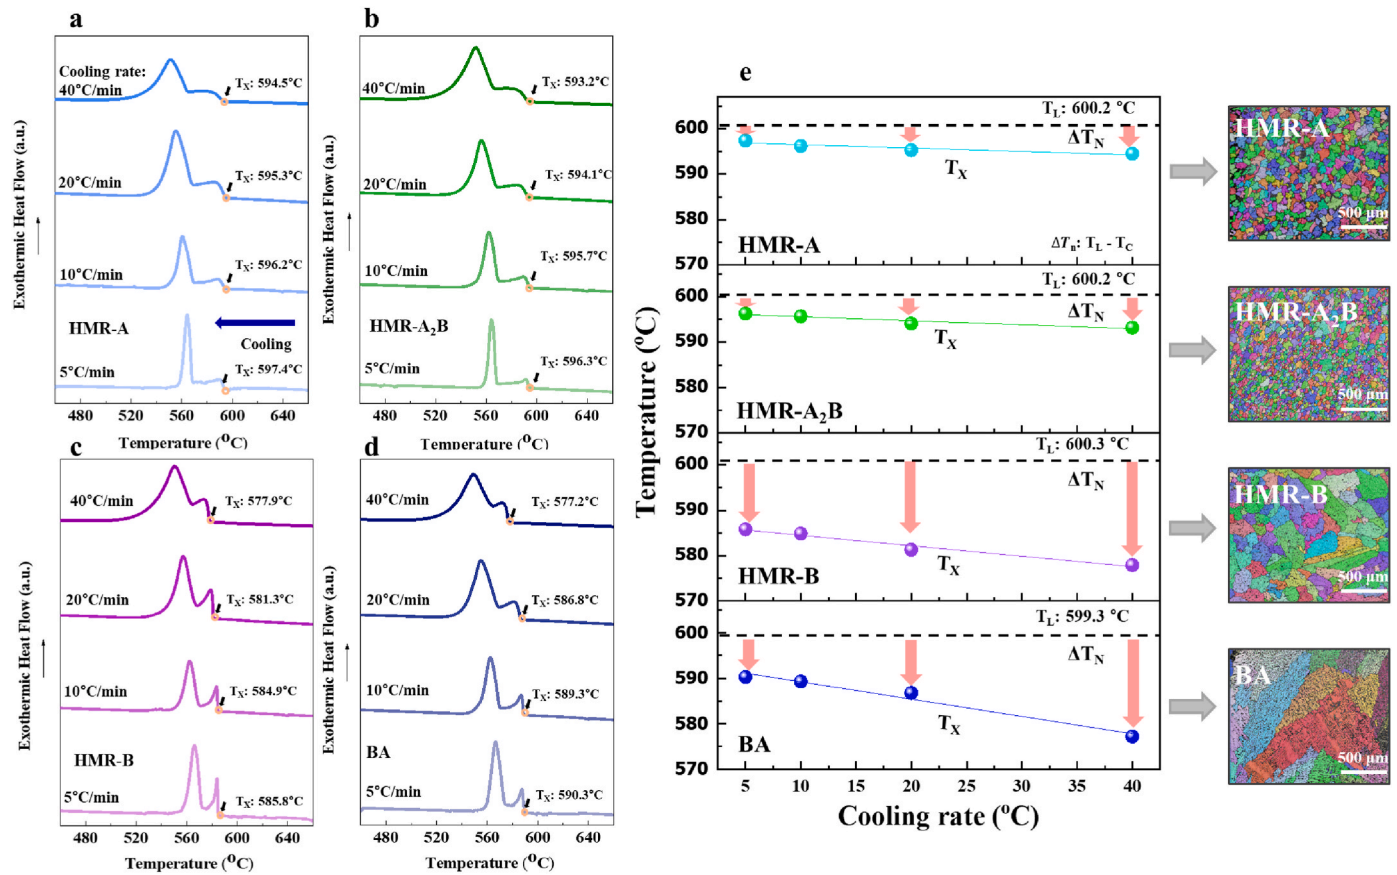 a
Cooling rate:
40°C/min
Tx: 594.5°C
20°C/min
Tx: 595.3°C
10°C/min
Tx: 596.2°C
HMR-A
Cooling
5°C/min
Tx: 597.4°C
480 520 560 600 640
Temperature (°C)
Exothermic Heat Flow (a.u.)
b
40°C/min
Tx: 593.2°C
20°C/min
Tx: 594.1°C
10°C/min
Tx: 595.7°C
HMR-A₂B
5°C/min
Tx: 596.3°C
480 520 560 600 640
Temperature (°C)
Exothermic Heat Flow (a.u.)
c
40°C/min
Tx: 577.9°C
20°C/min
Tx: 581.3°C
10°C/min
Tx: 584.9°C
HMR-B
5°C/min
Tx: 585.8°C
480 520 560 600 640
Temperature (°C)
Exothermic Heat Flow (a.u.)
d
40°C/min
Tx: 577.2°C
20°C/min
Tx: 586.8°C
10°C/min
Tx: 589.3°C
BA
5°C/min
Tx: 590.3°C
480 520 560 600 640
Temperature (°C)
Exothermic Heat Flow (a.u.)
e
Temperature (°C)
TL: 600.2 °C
600
ΔTN
595
TX
590
580
HMR-A
ΔTn: TL - TC
570
TL: 600.2 °C
600
ΔTN
590
TX
580
HMR-A₂B
570
TL: 600.3 °C
600
ΔTN
590
580
TX
HMR-B
570
TL: 599.3 °C
600
ΔTN
590
580
TX
BA
570
5 10 15 20 25 30 35 40
Cooling rate (°C)
HMR-A
500 μm
HMR-A₂B
500 μm
HMR-B
500 μm
BA
500 μm